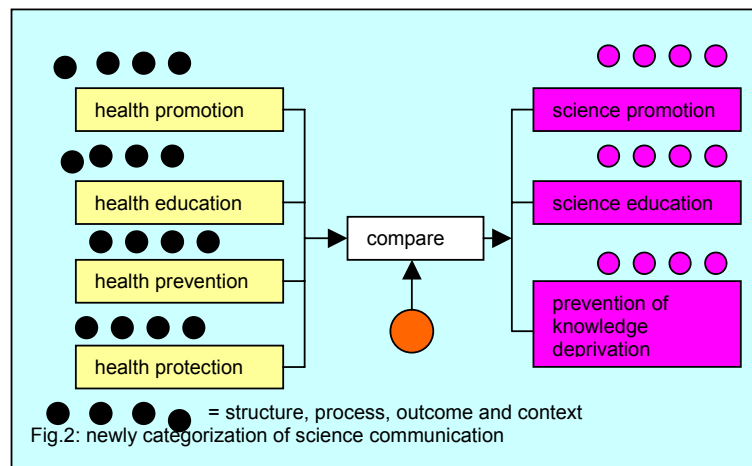 health promotion
health education
health prevention
health protection
compare
science promotion
science education
prevention of
knowledge
deprivation
= structure, process, outcome and context
Fig.2: newly categorization of science communication